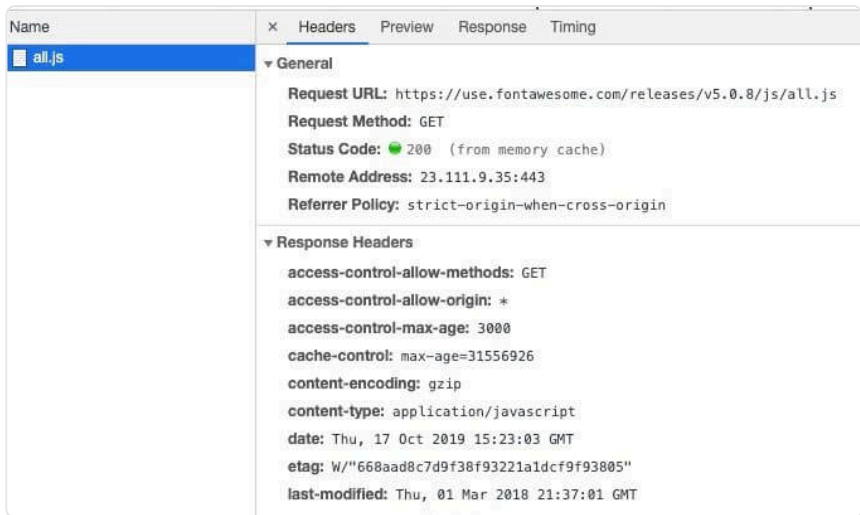 Name
× Headers Preview Response Timing
all.js
▼ General
Request URL: https://use.fontawesome.com/releases/v5.0.8/js/all.js
Request Method: GET
Status Code: 200 (from memory cache)
Remote Address: 23.111.9.35:443
Referrer Policy: strict-origin-when-cross-origin
▼ Response Headers
access-control-allow-methods: GET
access-control-allow-origin: *
access-control-max-age: 3000
cache-control: max-age=31556926
content-encoding: gzip
content-type: application/javascript
date: Thu, 17 Oct 2019 15:23:03 GMT
etag: W/"668aad8c7d9f38f93221a1dcf9f93805"
last-modified: Thu, 01 Mar 2018 21:37:01 GMT